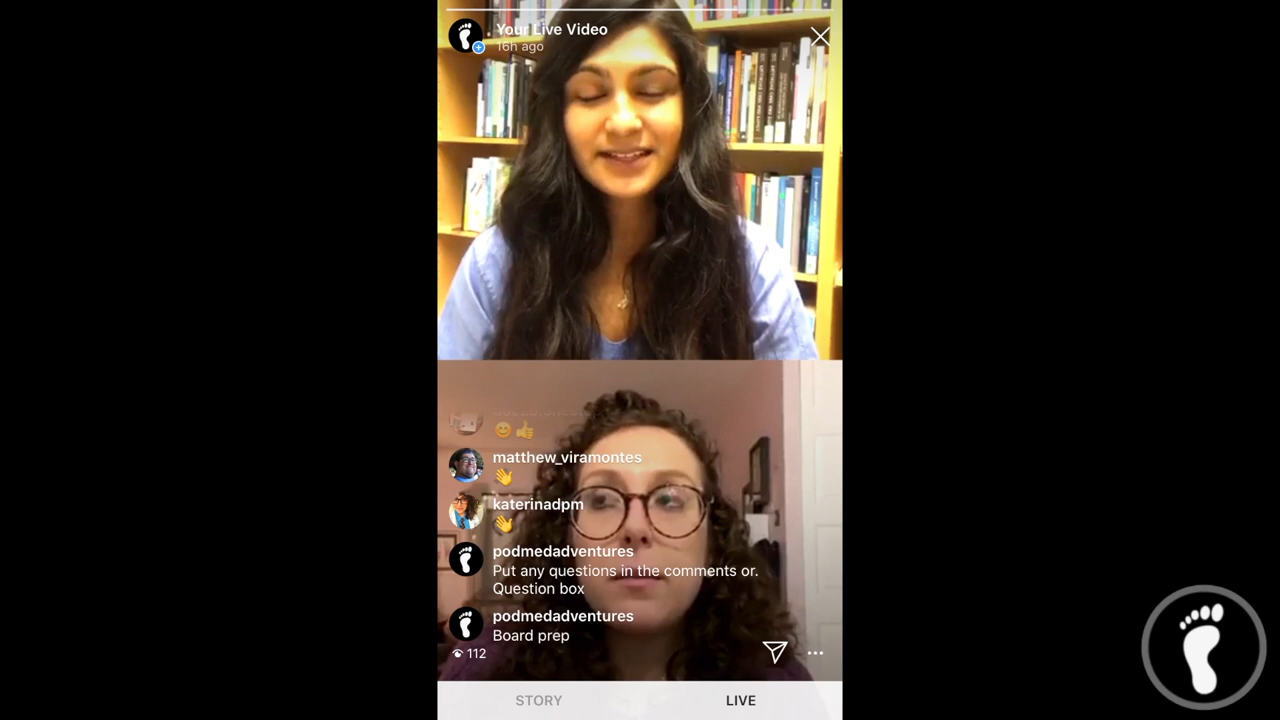 Your Live Video
16h ago
matthew_viramontes
👋
katerinadpm
👋
podmedadventures
Put any questions in the comments or.
Question box
podmedadventures
Board prep
112
STORY
LIVE